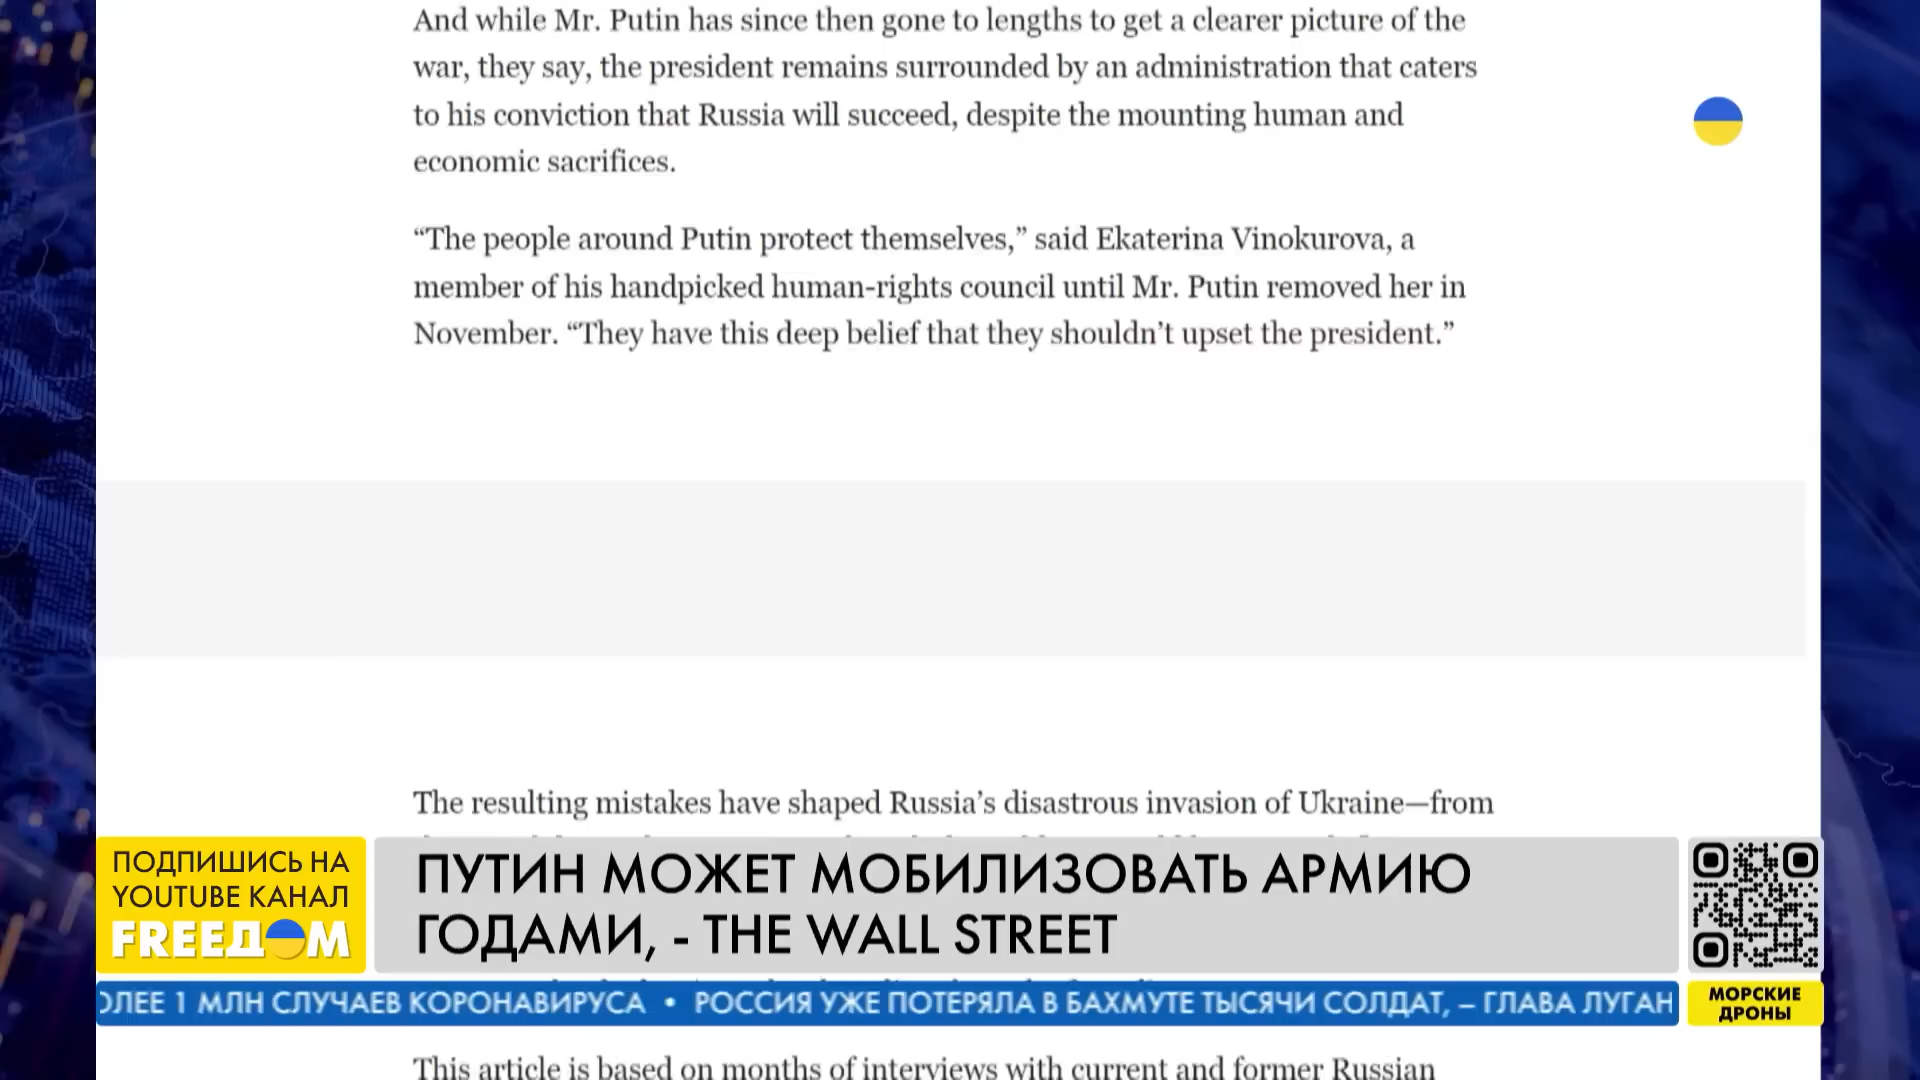 And while Mr. Putin has since then gone to lengths to get a clearer picture of the
war, they say, the president remains surrounded by an administration that caters
to his conviction that Russia will succeed, despite the mounting human and
economic sacrifices.
“The people around Putin protect themselves,” said Ekaterina Vinokurova, a
member of his handpicked human-rights council until Mr. Putin removed her in
November. “They have this deep belief that they shouldn’t upset the president.”
The resulting mistakes have shaped Russia’s disastrous invasion of Ukraine—from
ПОДПИШИСЬ НА
YOUTUBE КАНАЛ
FREEДОМ
ПУТИН МОЖЕТ МОБИЛИЗОВАТЬ АРМИЮ
ГОДАМИ, - THE WALL STREET
ОЛЕЕ 1 МЛН СЛУЧАЕВ КОРОНАВИРУСА • РОССИЯ УЖЕ ПОТЕРЯЛА В БАХМУТЕ ТЫСЯЧИ СОЛДАТ, – ГЛАВА ЛУГАН
МОРСКИЕ
ДРОНЫ
This article is based on months of interviews with current and former Russian